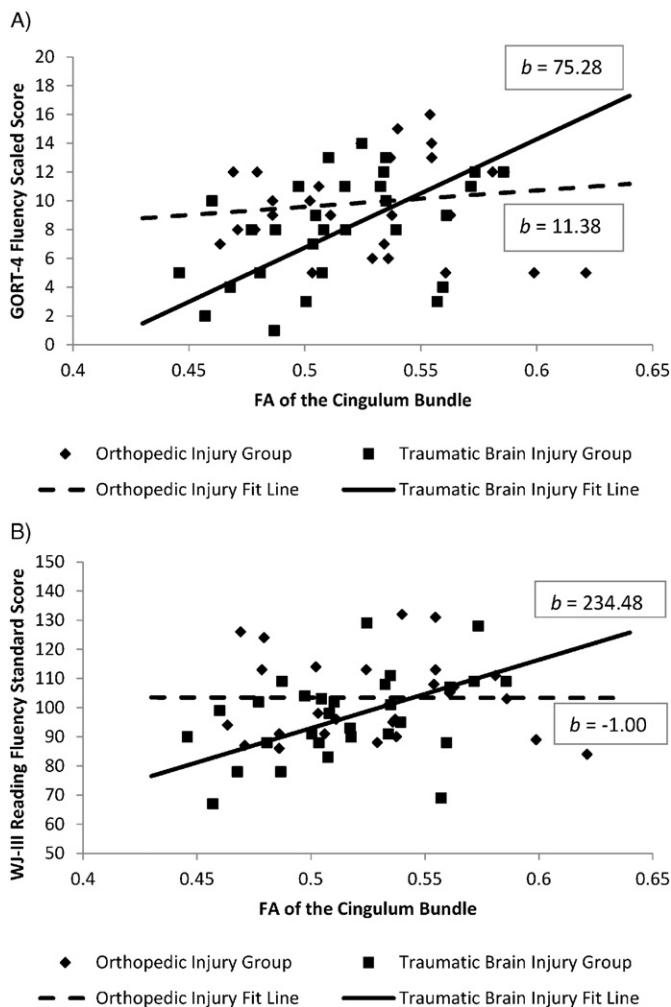 A)
b = 75.28
20
18
16
14
12
10
8
6
4
2
0
GORT-4 Fluency Scaled Score
b = 11.38
0.4 0.45 0.5 0.55 0.6 0.65
FA of the Cingulum Bundle
Orthopedic Injury Group Traumatic Brain Injury Group
Orthopedic Injury Fit Line Traumatic Brain Injury Fit Line
B)
150
140
130
120
110
100
90
80
70
60
50
WJ-III Reading Fluency Standard Score
b = 234.48
b = -1.00
0.4 0.45 0.5 0.55 0.6 0.65
FA of the Cingulum Bundle
Orthopedic Injury Group Traumatic Brain Injury Group
Orthopedic Injury Fit Line Traumatic Brain Injury Fit Line